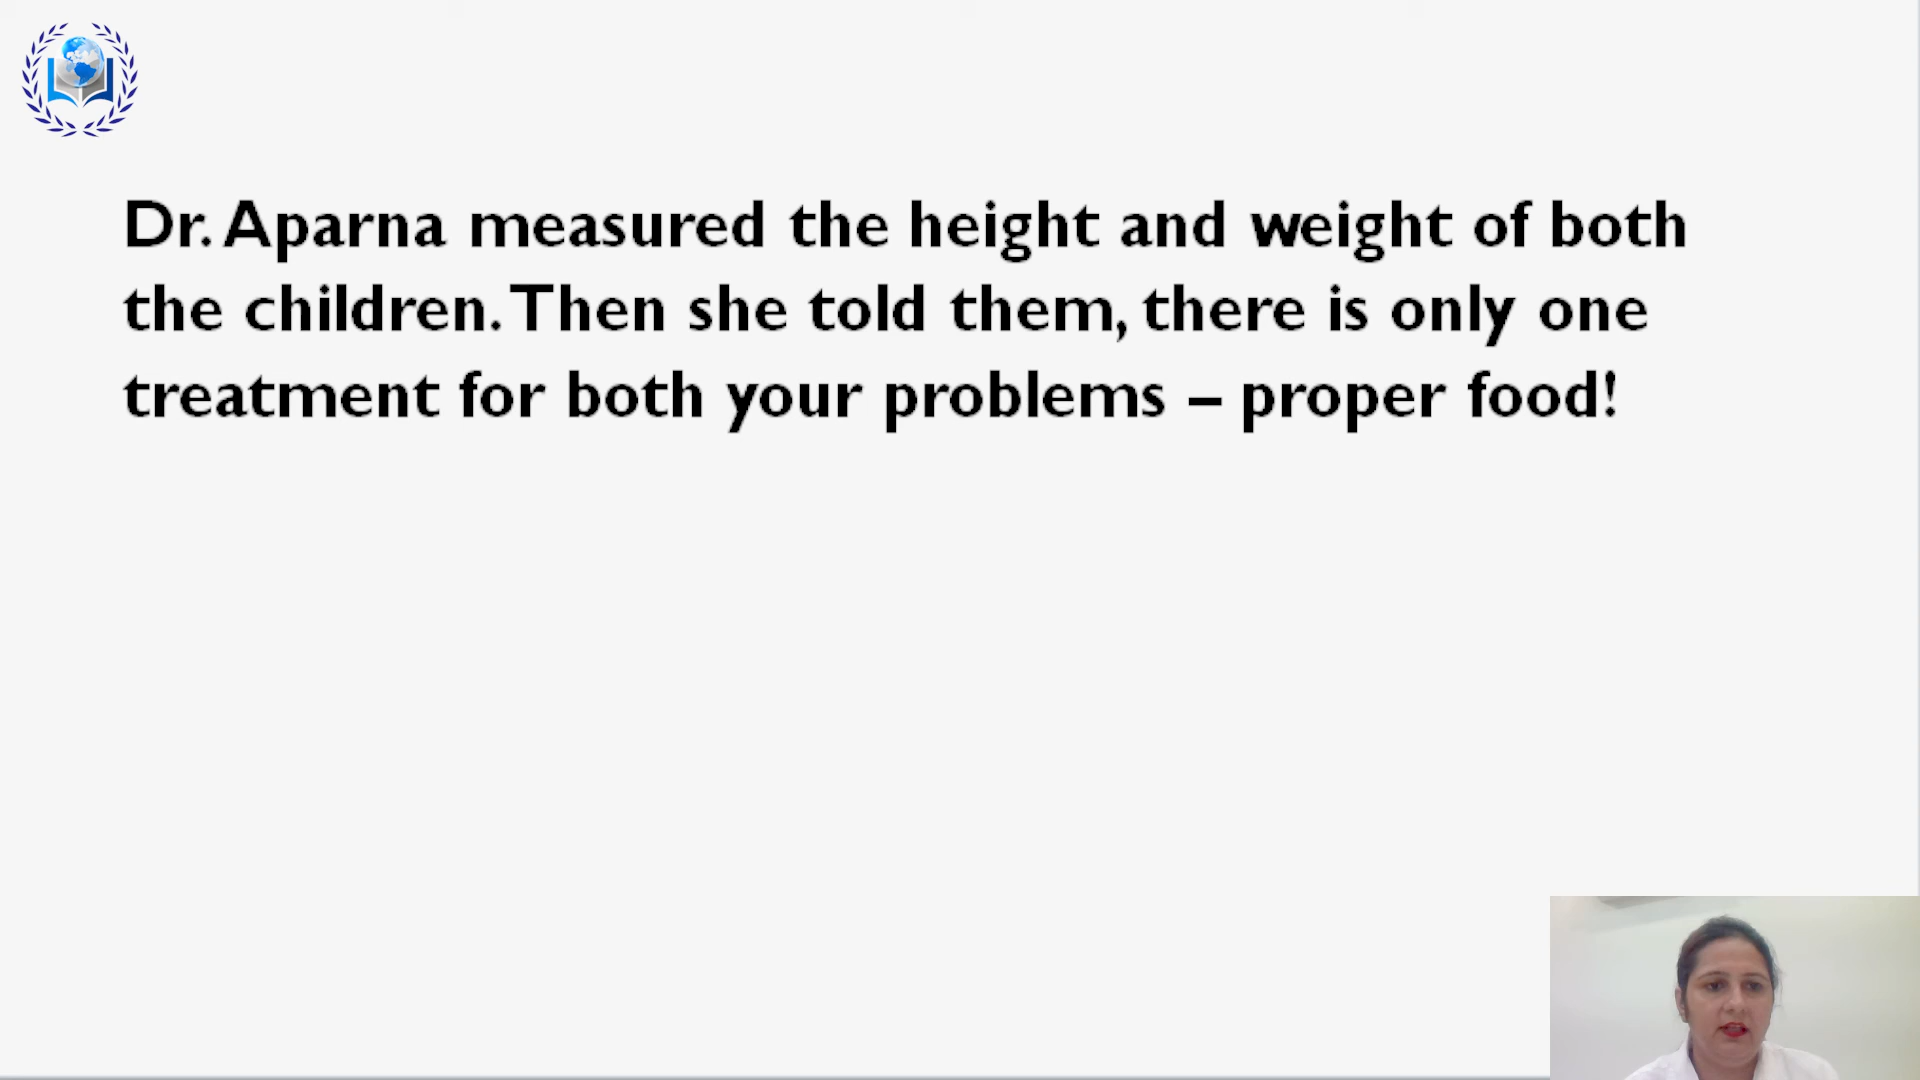 Dr. Aparna measured the height and weight of both
the children. Then she told them, there is only one
treatment for both your problems – proper food!